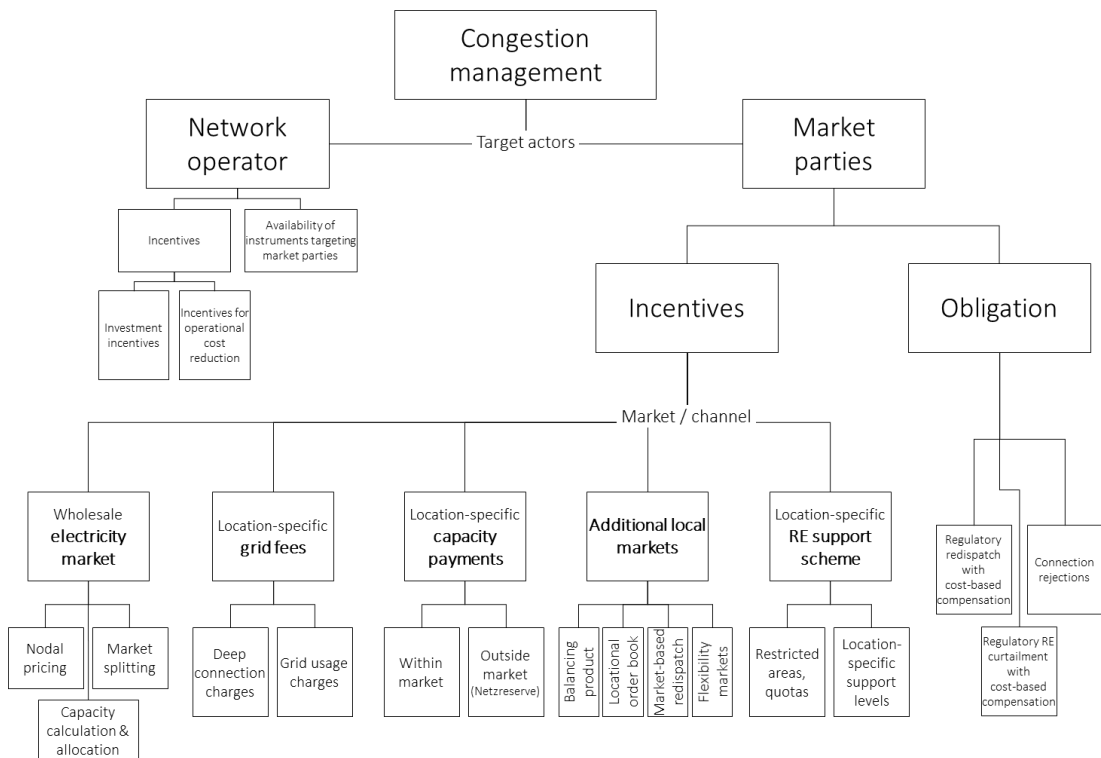 Congestion
management
Network
operator
Target actors
Market
parties
Incentives
Availability of
instruments targeting
market parties
Investment
incentives
Incentives for
operational
cost
reduction
Incentives
Obligation
Market / channel
Wholesale
electricity
market
Location-specific
grid fees
Location-specific
capacity
payments
Additional local
markets
Location-specific
RE support
scheme
Regulatory
redispatch
with
cost-based
compensation
Connection
rejections
Regulatory RE
curtailment
with
cost-based
compensation
Nodal
pricing
Market
splitting
Capacity
calculation &
allocation
Deep
connection
charges
Grid usage
charges
Within
market
Outside
market
(Netzreserve)
Balancing
product
Locational
order book
Market-based
redispatch
Flexibility
markets
Restricted
areas,
quotas
Location-
specific
support
levels